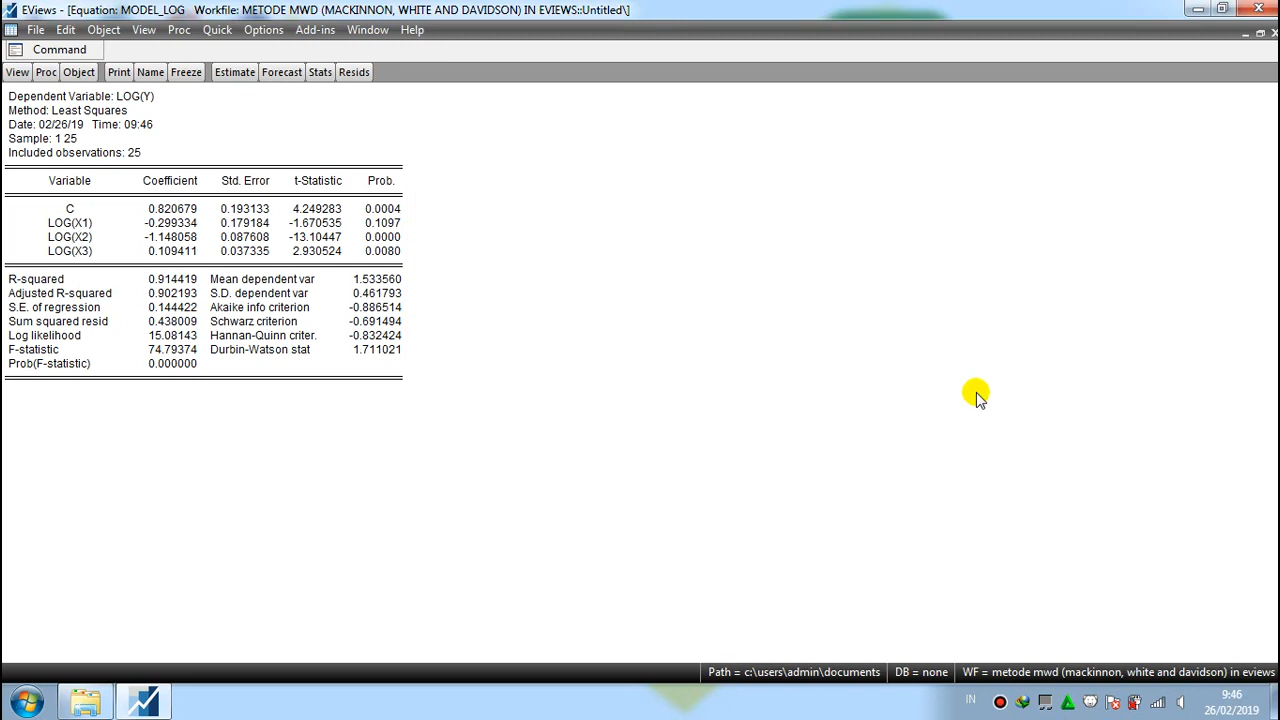 EViews - [Equation: MODEL_LOG Workfile: METODE MWD (MACKINNON, WHITE AND DAVIDSON) IN EVIEWS::Untitled\]
File Edit Object View Proc Quick Options Add-ins Window Help
Command
View Proc Object Print Name Freeze Estimate Forecast Stats Resids
Dependent Variable: LOG(Y)
Method: Least Squares
Date: 02/26/19 Time: 09:46
Sample: 1 25
Included observations: 25
Variable Coefficient Std. Error t-Statistic Prob.
C 0.820679 0.193133 4.249283 0.0004
LOG(X1) -0.299334 0.179184 -1.670535 0.1097
LOG(X2) -1.148058 0.087608 -13.10447 0.0000
LOG(X3) 0.109411 0.037335 2.930524 0.0080
R-squared 0.914419 Mean dependent var 1.533560
Adjusted R-squared 0.902193 S.D. dependent var 0.461793
S.E. of regression 0.144422 Akaike info criterion -0.886514
Sum squared resid 0.438009 Schwarz criterion -0.691494
Log likelihood 15.08143 Hannan-Quinn criter. -0.832424
F-statistic 74.79374 Durbin-Watson stat 1.711021
Prob(F-statistic) 0.000000
Path = c:\users\admin\documents DB = none WF = metode mwd (mackinnon, white and davidson) in eviews
IN 9:46
26/02/2019